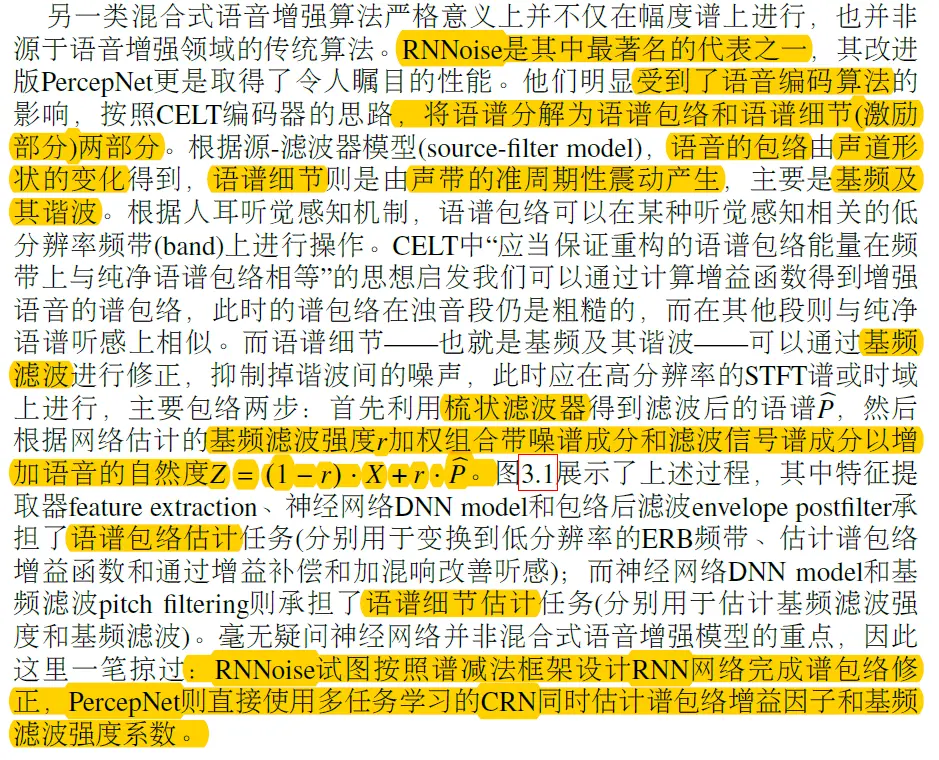 另一类混合式语音增强算法严格意义上并不仅在幅度谱上进行，也并非
源于语音增强领域的传统算法。RNNoise是其中最著名的代表之一，其改进
版PercepNet更是取得了令人瞩目的性能。他们明显受到了语音编码算法的
影响，按照CELT编码器的思路，将语谱分解为语谱包络和语谱细节(激励
部分)两部分。根据源-滤波器模型(source-filter model)，语音的包络由声道形
状的变化得到，语谱细节则是由声带的准周期性震动产生，主要是基频及
其谐波。根据人耳听觉感知机制，语谱包络可以在某种听觉感知相关的低
分辨率频带(band)上进行操作。CELT中“应当保证重构的语谱包络能量在频
带上与纯净语谱包络相等”的思想启发我们可以通过计算增益函数得到增强
语音的谱包络，此时的谱包络在浊音段仍是粗糙的，而在其他段则与纯净
语谱听感上相似。而语谱细节——也就是基频及其谐波——可以通过基频
滤波进行修正，抑制掉谐波间的噪声，此时应在高分辨率的STFT谱或时域
上进行，主要包络两步：首先利用梳状滤波器得到滤波后的语谱P̂，然后
根据网络估计的基频滤波强度r加权组合带噪谱成分和滤波信号谱成分以增
加语音的自然度Z = (1 − r) · X + r · P̂。图3.1展示了上述过程，其中特征提
取器feature extraction、神经网络DNN model和包络后滤波envelope postfilter承
担了语谱包络估计任务(分别用于变换到低分辨率的ERB频带、估计谱包络
增益函数和通过增益补偿和加混响改善听感)；而神经网络DNN model和基
频滤波pitch filtering则承担了语谱细节估计任务(分别用于估计基频滤波强
度和基频滤波)。毫无疑问神经网络并非混合式语音增强模型的重点，因此
这里一笔掠过：RNNoise试图按照谱减法框架设计RNN网络完成谱包络修
正，PercepNet则直接使用多任务学习的CRN同时估计谱包络增益因子和基频
滤波强度系数。